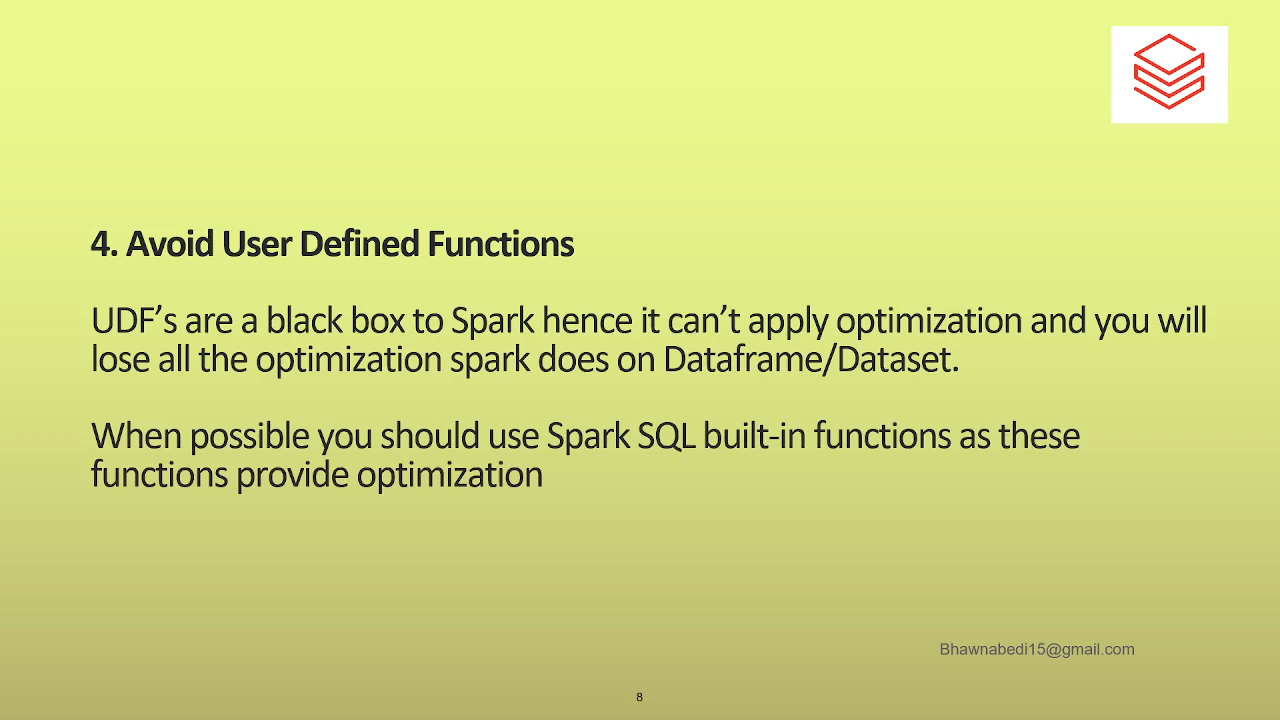 4. Avoid User Defined Functions
UDF’s are a black box to Spark hence it can’t apply optimization and you will
lose all the optimization spark does on Dataframe/Dataset.
When possible you should use Spark SQL built-in functions as these
functions provide optimization
Bhawnabedi15@gmail.com
8